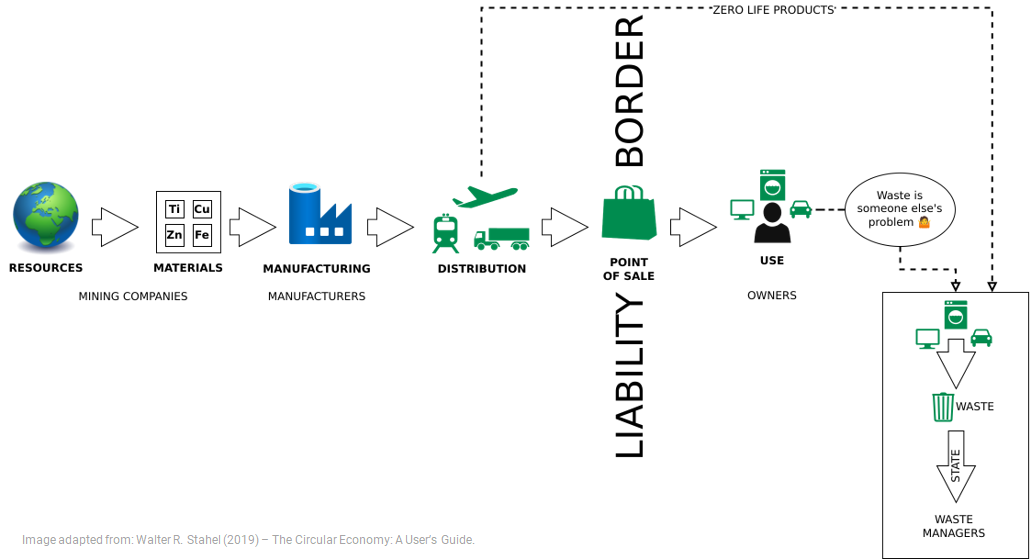 ZERO LIFE PRODUCTS
LIABILITY BORDER
Ti Cu
Zn Fe
RESOURCES
MATERIALS
MANUFACTURING
DISTRIBUTION
POINT
OF SALE
USE
Waste is
someone else's
problem 🤷
MINING COMPANIES
MANUFACTURERS
OWNERS
WASTE
STATE
WASTE
MANAGERS
Image adapted from: Walter R. Stahel (2019) – The Circular Economy: A User's Guide.